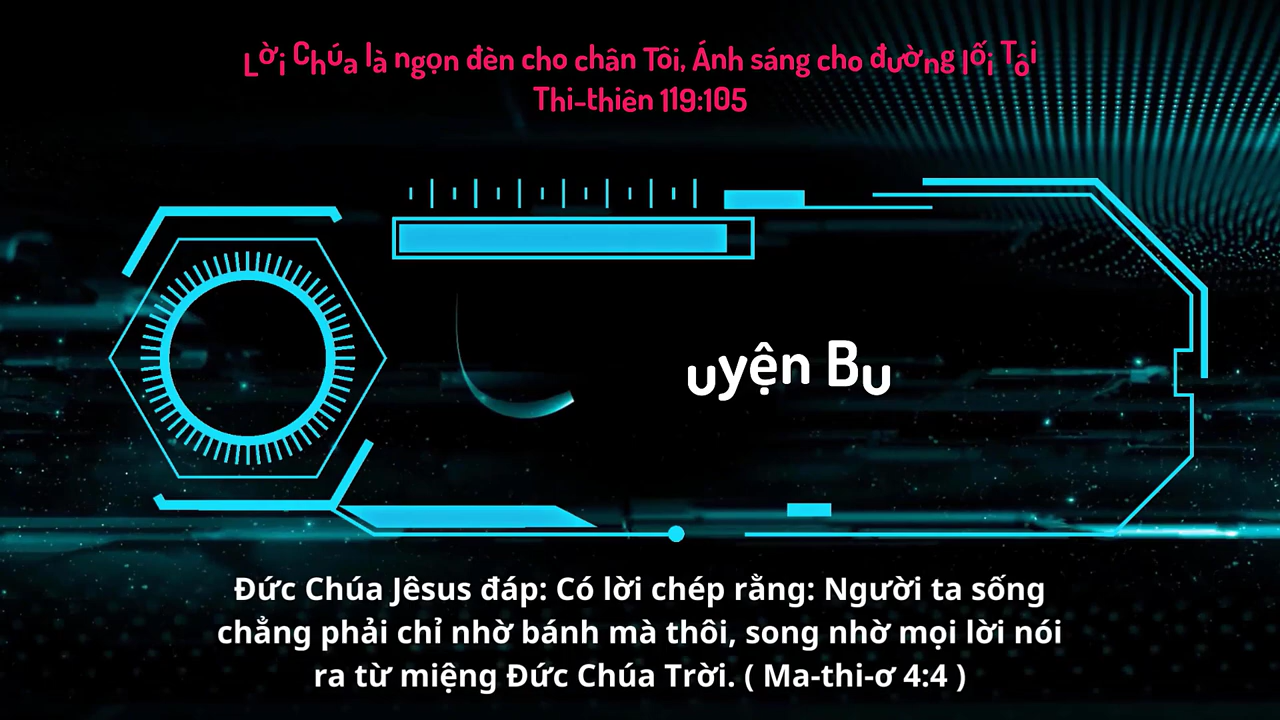 Lời Chúa là ngọn đèn cho chân Tôi, Ánh sáng cho đường lối Tôi
Thi-thiên 119:105
uyện Bu
Đức Chúa Jêsus đáp: Có lời chép rằng: Người ta sống
chẳng phải chỉ nhờ bánh mà thôi, song nhờ mọi lời nói
ra từ miệng Đức Chúa Trời. ( Ma-thi-ơ 4:4 )